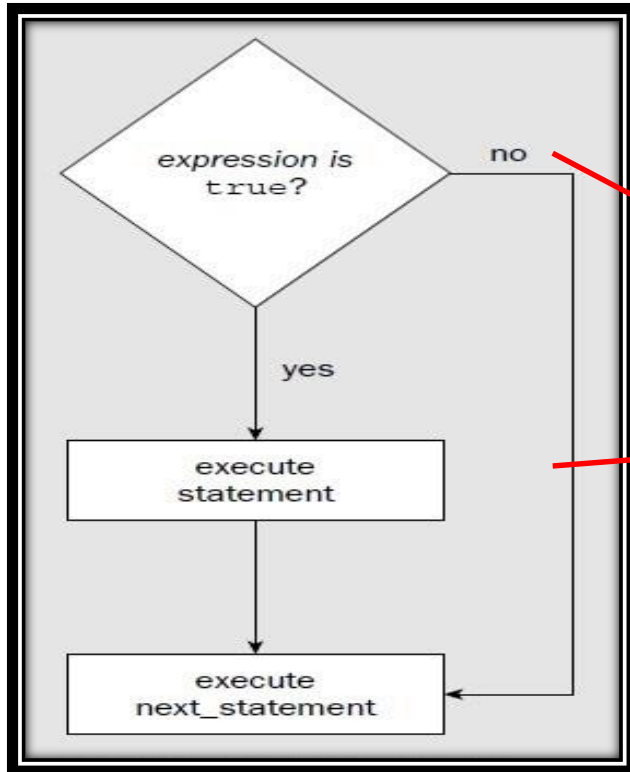 expression is
true?
no
yes
execute
statement
execute
next_statement